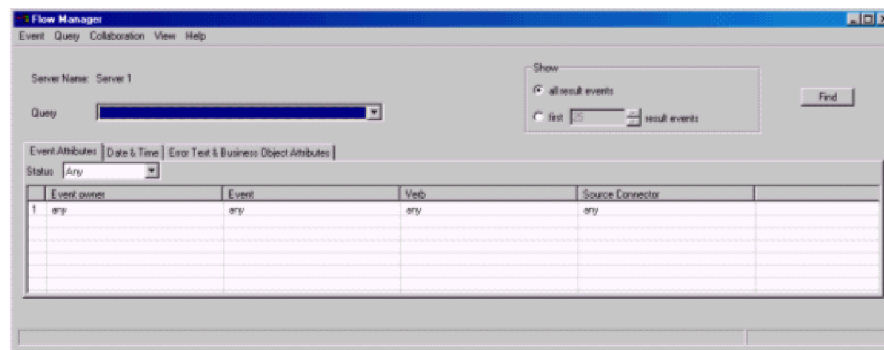 Flow Manager
Event Query Collaboration View Help
Server Name: Server 1
Show
all result events
Find
Query
first 25 result events
Event Attributes Date & Time Error Text & Business Object Attributes
Status Any
Event owner Event Verb Source Connector
1 any any any any